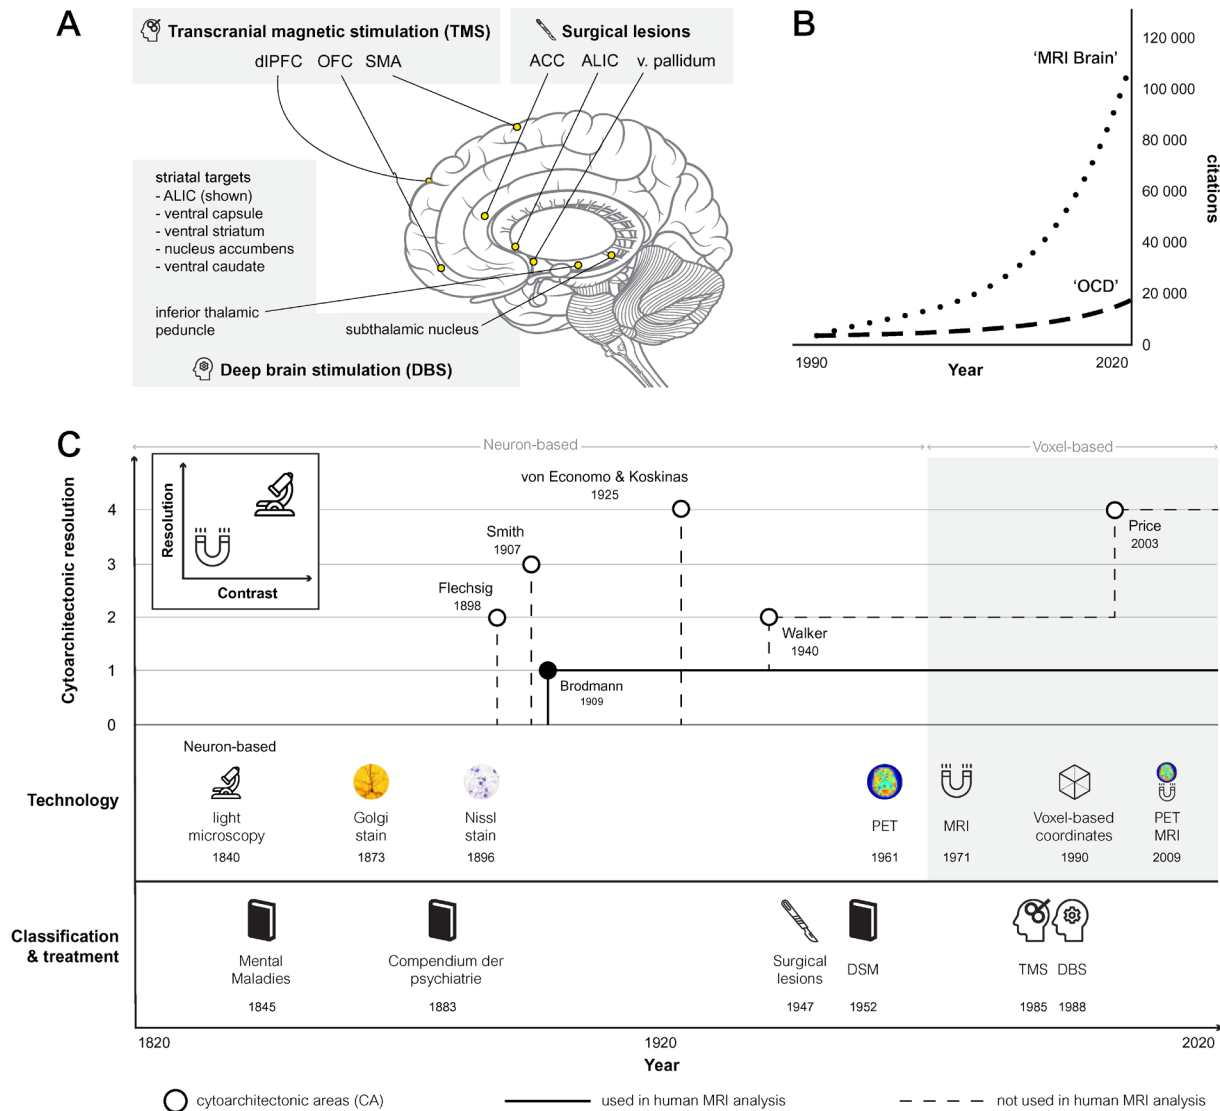 A
Transcranial magnetic stimulation (TMS)
dlPFC OFC SMA
Surgical lesions
ACC ALIC v. pallidum
striatal targets
- ALIC (shown)
- ventral capsule
- ventral striatum
- nucleus accumbens
- ventral caudate
inferior thalamic
peduncle
subthalamic nucleus
Deep brain stimulation (DBS)
B
'MRI Brain'
'OCD'
120 000
100 000
80 000
60 000
40 000
20 000
0
citations
1990
2020
Year
C
Neuron-based
Voxel-based
Cytoarchitectonic resolution
4
3
2
1
0
Resolution
Contrast
von Economo & Koskinas
1925
Smith
1907
Flechsig
1898
Brodmann
1909
Walker
1940
Price
2003
Technology
Neuron-based
light
microscopy
1840
Golgi
stain
1873
Nissl
stain
1896
PET
1961
MRI
1971
Voxel-based
coordinates
1990
PET
MRI
2009
Classification
& treatment
Mental
Maladies
1845
Compendium der
psychiatrie
1883
Surgical
lesions
1947
DSM
1952
TMS
1985
DBS
1988
1820
1920
2020
Year
cytoarchitectonic areas (CA)
used in human MRI analysis
not used in human MRI analysis